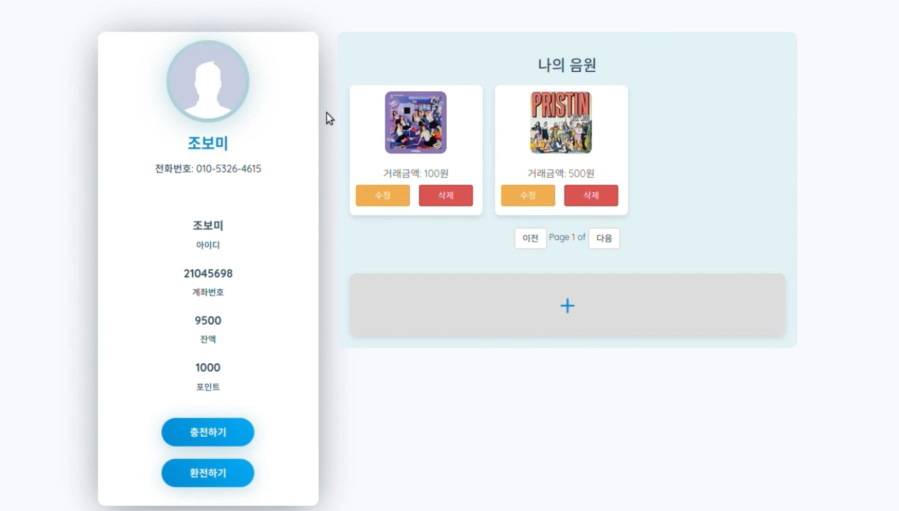 조보미
전화번호: 010-5326-4615
조보미
아이디
21045698
계좌번호
9500
잔액
1000
포인트
충전하기
환전하기
나의 음원
거래금액: 100원
수정
삭제
PRISTIN
거래금액: 500원
수정
삭제
이전
Page 1 of
다음
+